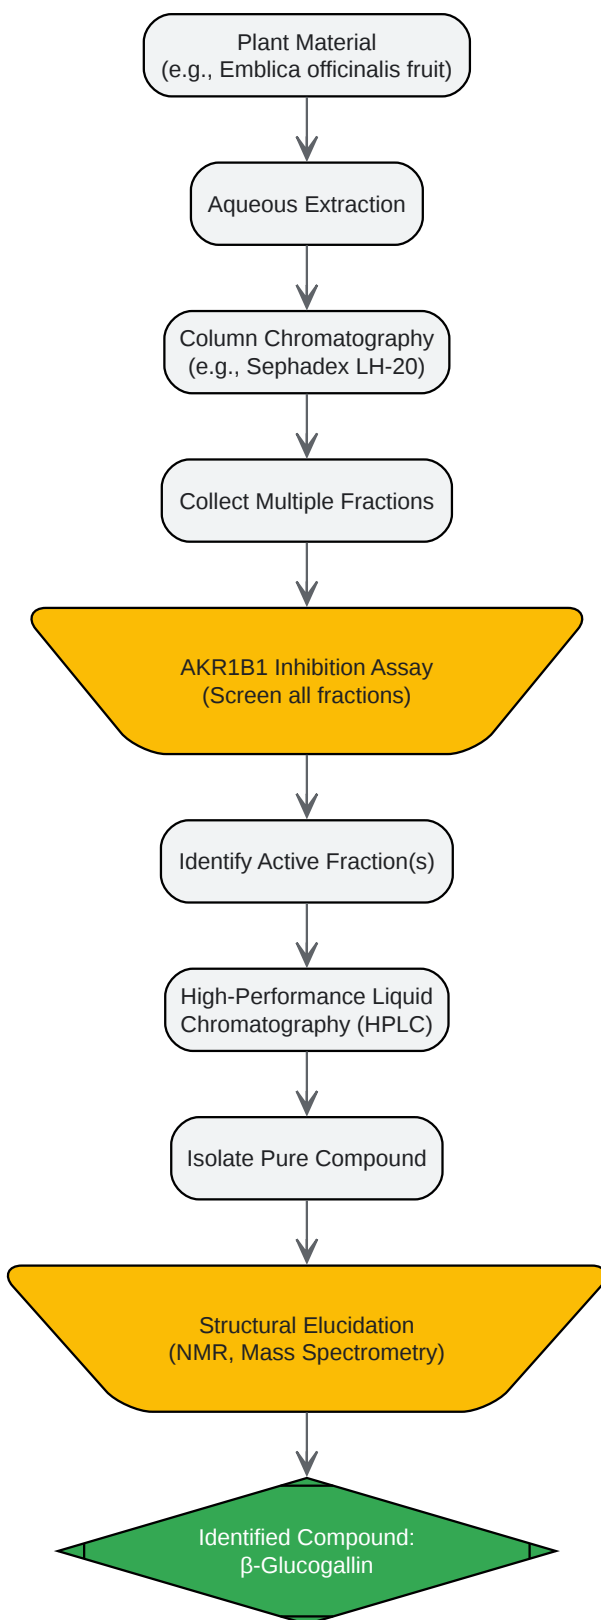 Plant Material
(e.g., Emblica officinalis fruit)
Aqueous Extraction
Column Chromatography
(e.g., Sephadex LH-20)
Collect Multiple Fractions
AKR1B1 Inhibition Assay
(Screen all fractions)
Identify Active Fraction(s)
High-Performance Liquid
Chromatography (HPLC)
Isolate Pure Compound
Structural Elucidation
(NMR, Mass Spectrometry)
Identified Compound:
β-Glucogallin